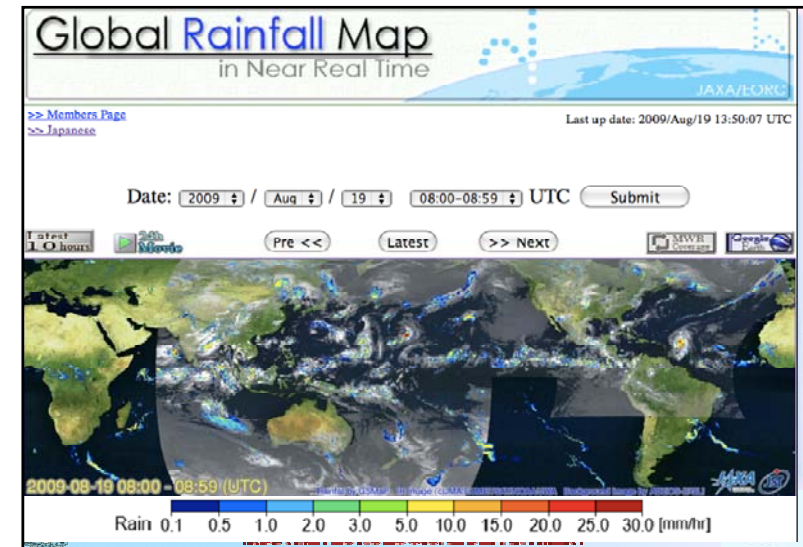 Global Rainfall Map
in Near Real Time
JAXA/EORC
>> Members Page
Last up date: 2009/Aug/19 13:50:07 UTC
>> Japanese
Date: 2009 / Aug / 19 08:00-08:59 UTC Submit
Latest 24h MWR Google
10 hours Movie Pre << Latest >> Next Coverage Earth
2009-08-19 08:00 - 08:59 (UTC)
JAXA JST
Rain 0.1 0.5 1.0 2.0 3.0 5.0 10.0 15.0 20.0 25.0 30.0 [mm/hr]